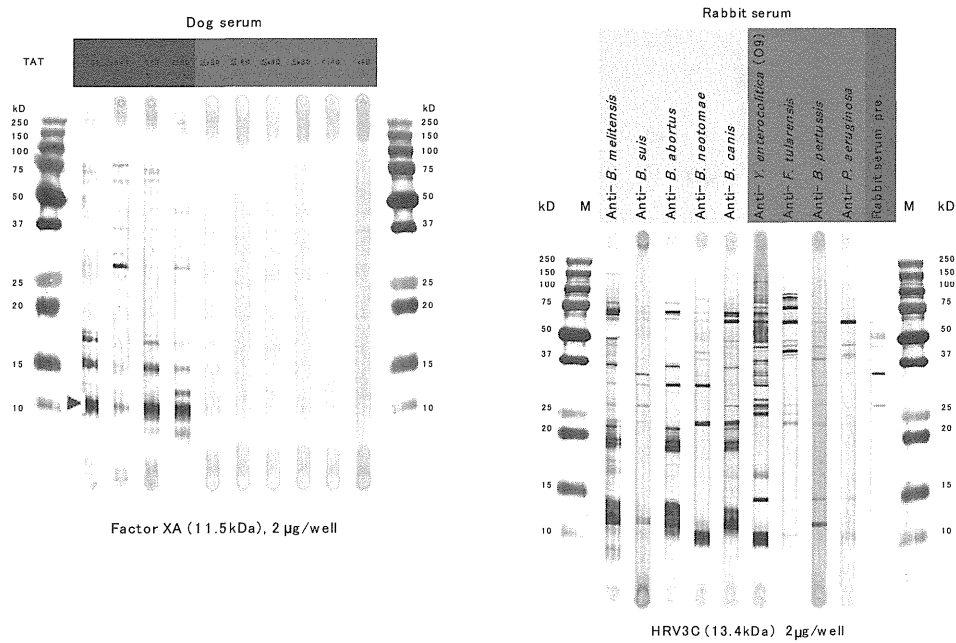 Dog serum
TAT
kD
250
150
100
75
50
37
25
20
15
10
kD
250
150
100
75
50
37
25
20
15
10
Factor XA (11.5kDa), 2 μg/well
Rabbit serum
kD
M
Anti- B. melitensis
Anti- B. suis
Anti- B. abortus
Anti- B. neotomae
Anti- B. canis
Anti- Y. enterocolitica (O9)
Anti- F. tularensis
Anti- B. pertussis
Anti- P. aeruginosa
Rabbit serum pre.
M
kD
250
150
100
75
50
37
25
20
15
10
250
150
100
75
50
37
25
20
15
10
HRV3C (13.4kDa) 2μg/well